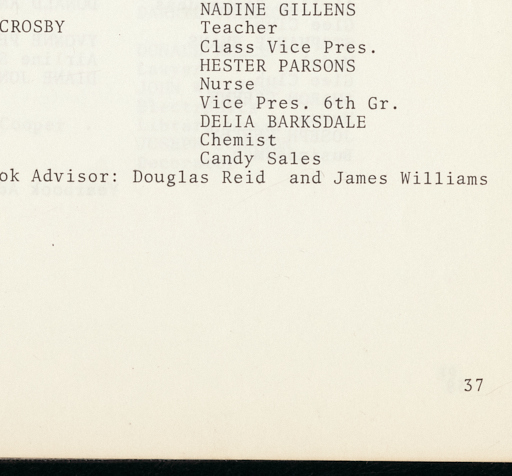 NADINE GILLENS
CROSBY Teacher
Class Vice Pres.
HESTER PARSONS
Nurse
Vice Pres. 6th Gr.
DELIA BARKSDALE
Chemist
Candy Sales
ok Advisor: Douglas Reid and James Williams
37